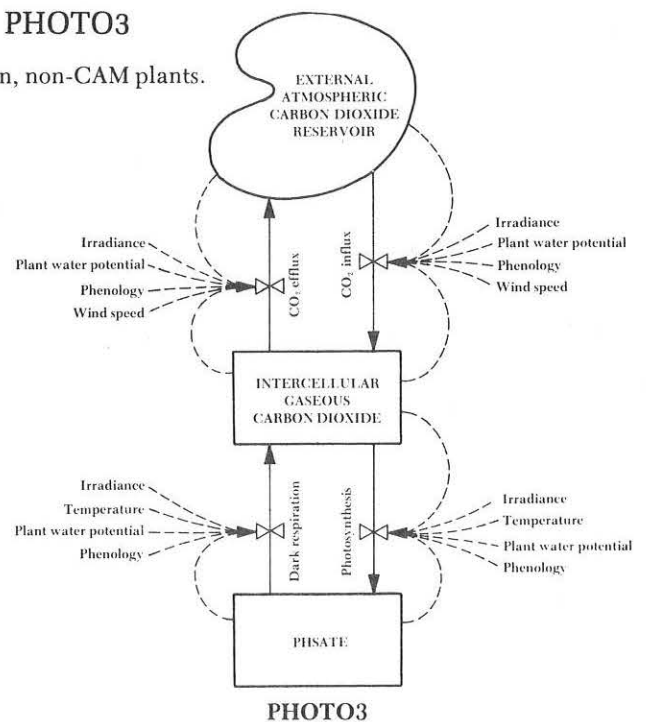 PHOTO3
n, non-CAM plants.
EXTERNAL
ATMOSPHERIC
CARBON DIOXIDE
RESERVOIR
Irradiance
Plant water potential
Phenology
Wind speed
CO₂ efflux
CO₂ influx
Irradiance
Plant water potential
Phenology
Wind speed
INTERCELLULAR
GASEOUS
CARBON DIOXIDE
Irradiance
Temperature
Plant water potential
Phenology
Dark respiration
Photosynthesis
Irradiance
Temperature
Plant water potential
Phenology
PHSATE
PHOTO3